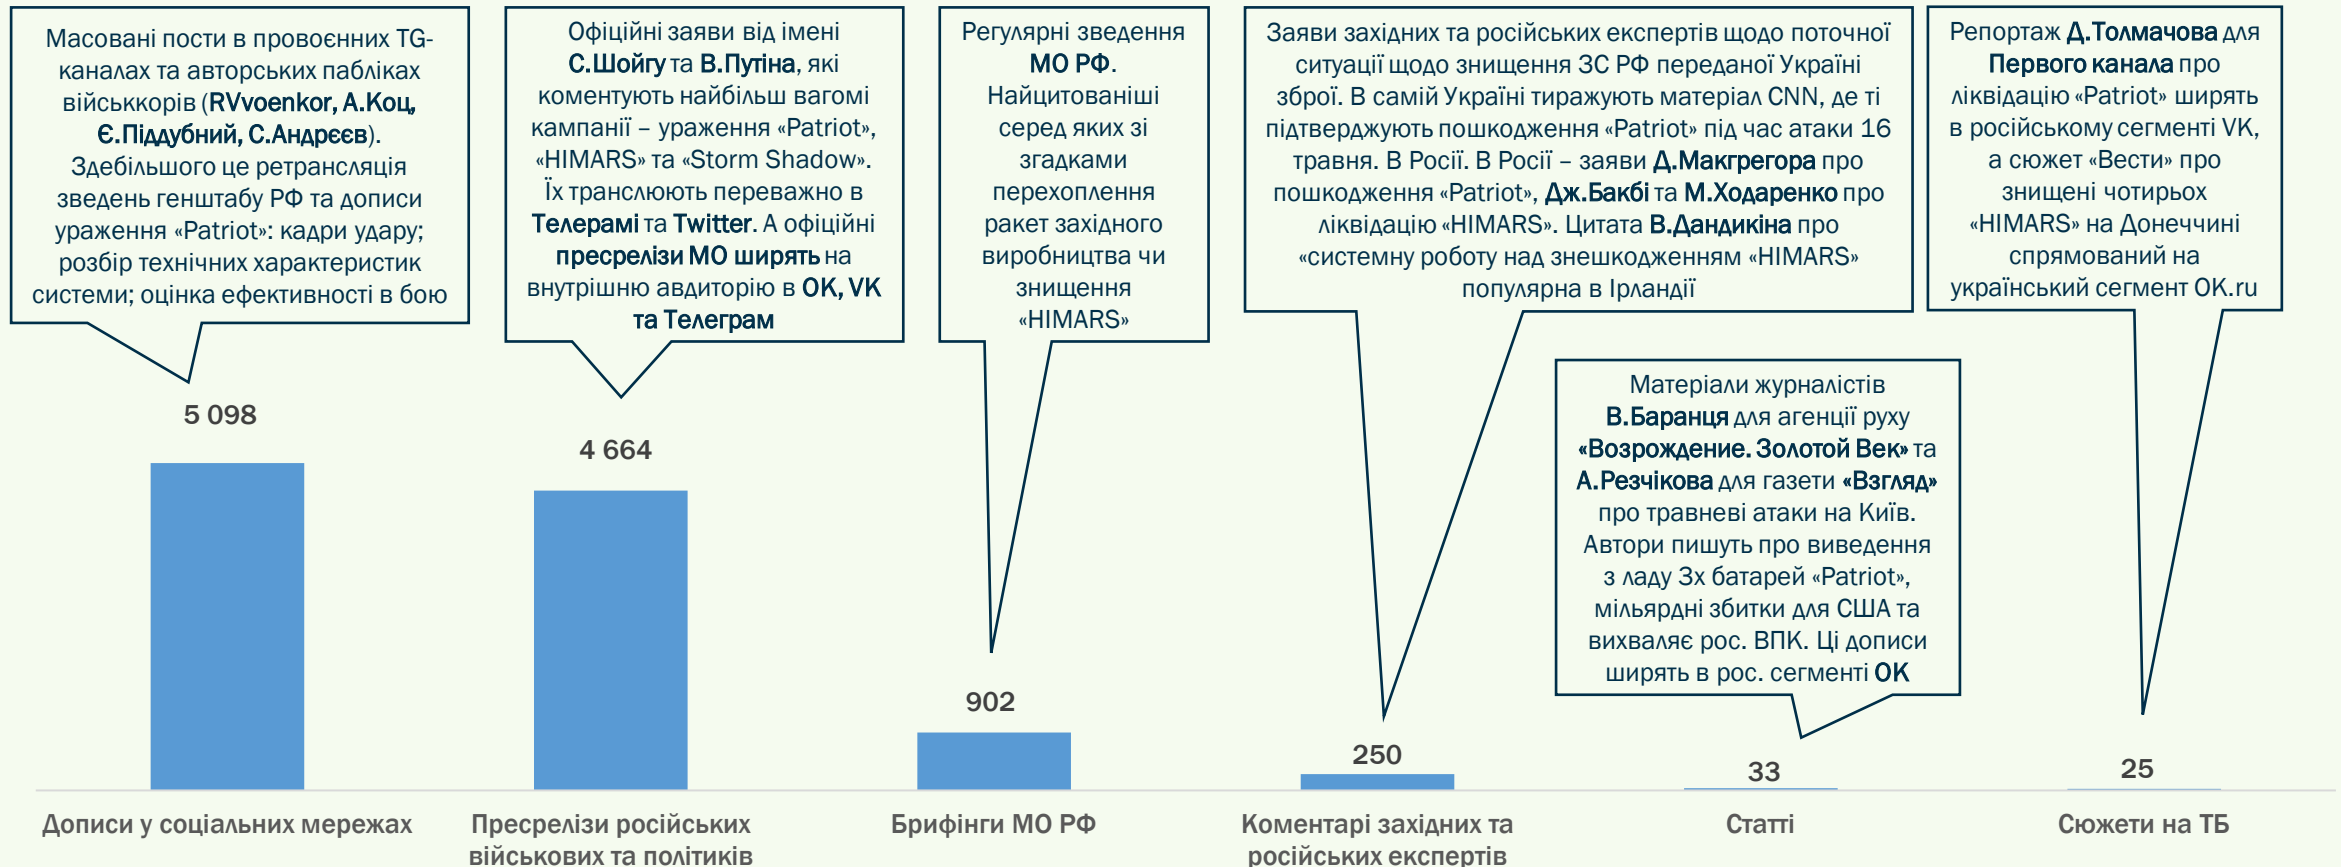 Масовані пости в провоєнних TG-
каналах та авторських пабліках
військкорів (RVvoenkor, А.Коц,
Є.Піддубний, С.Андрєєв).
Здебільшого це ретрансляція
зведень генштабу РФ та дописи
ураження «Patriot»: кадри удару;
розбір технічних характеристик
системи; оцінка ефективності в бою
Офіційні заяви від імені
С.Шойгу та В.Путіна, які
коментують найбільш вагомі
кампанії – ураження «Patriot»,
«HIMARS» та «Storm Shadow».
Їх транслюють переважно в
Телерамі та Twitter. А офіційні
пресрелізи МО ширять на
внутрішню авдиторію в ОК, VK
та Телеграм
Регулярні зведення
МО РФ.
Найцитованіші
серед яких зі
згадками
перехоплення
ракет західного
виробництва чи
знищення
«HIMARS»
Заяви західних та російських експертів щодо поточної
ситуації щодо знищення ЗС РФ переданої Україні
зброї. В самій Україні тиражують матеріал CNN, де ті
підтверджують пошкодження «Patriot» під час атаки 16
травня. В Росії. В Росії – заяви Д.Макгрегора про
пошкодження «Patriot», Дж.Бакбі та М.Ходаренко про
ліквідацію «HIMARS». Цитата В.Дандикіна про
«системну роботу над знешкодженням «HIMARS»
популярна в Ірландії
Матеріали журналістів
В.Баранця для агенції руху
«Возрождение. Золотой Век» та
А.Резчікова для газети «Взгляд»
про травневі атаки на Київ.
Автори пишуть про виведення
з ладу 3х батарей «Patriot»,
мільярдні збитки для США та
вихваляє рос. ВПК. Ці дописи
ширять в рос. сегменті ОК
Репортаж Д.Толмачова для
Первого канала про
ліквідацію «Patriot» ширять
в російському сегменті VK,
а сюжет «Вести» про
знищені чотирьох
«HIMARS» на Донеччині
спрямований на
український сегмент OK.ru
5 098
4 664
902
250
33
25
Дописи у соціальних мережах
Пресрелізи російських
військових та політиків
Брифінги МО РФ
Коментарі західних та
російських експертів
Статті
Сюжети на ТБ